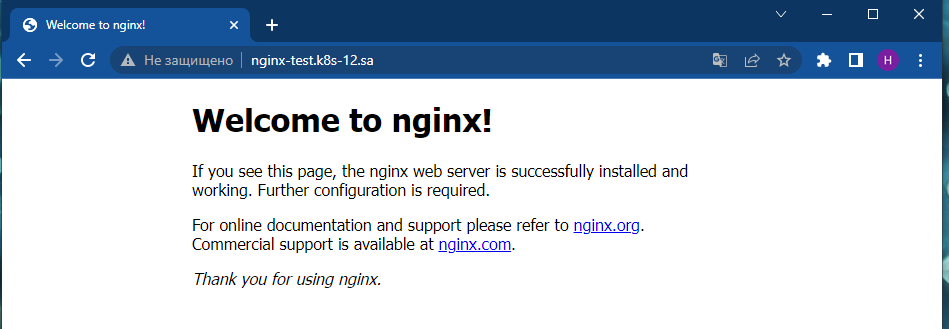 Welcome to nginx!
Не защищено nginx-test.k8s-12.sa
H
Welcome to nginx!
If you see this page, the nginx web server is successfully installed and
working. Further configuration is required.
For online documentation and support please refer to nginx.org.
Commercial support is available at nginx.com.
Thank you for using nginx.